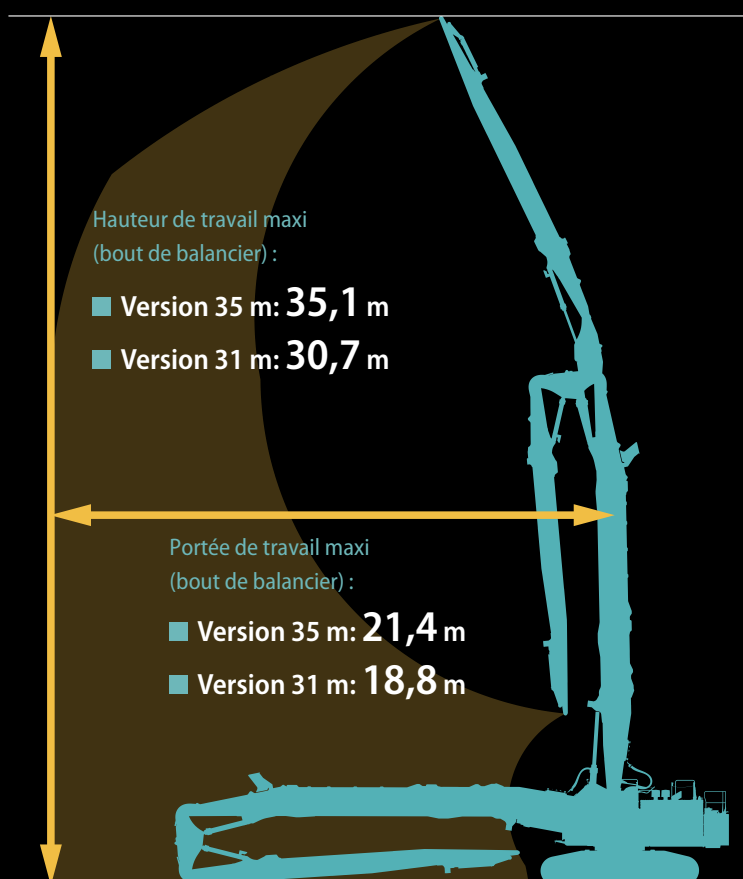 Hauteur de travail maxi
(bout de balancier) :
Version 35 m: 35,1 m
Version 31 m: 30,7 m
Portée de travail maxi
(bout de balancier) :
Version 35 m: 21,4 m
Version 31 m: 18,8 m